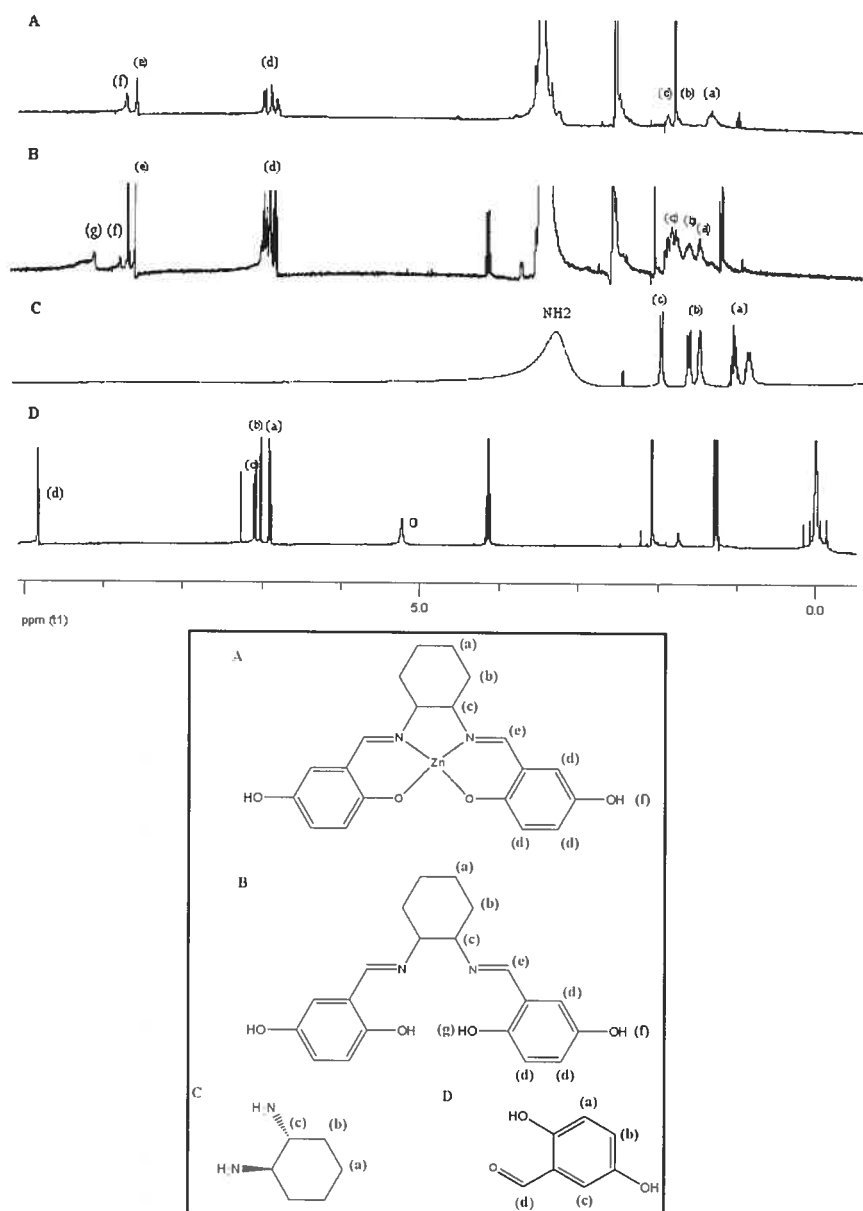 A
(f) (e) (d) (c) (b) (a)
B
(g) (f) (e) (d) (c) (b) (a)
C
NH2 (c) (b) (a)
D
(d) (c) (b) (a) O
5.0 0.0
ppm (t1)
A
(a)
(b)
(c)
N N (e)
Zn (d)
HO O O OH (f)
(d) (d)
B
(a)
(b)
(c)
N N (e)
(d)
HO OH (g) HO OH (f)
(d) (d)
C D
H2N (c) (b) HO (a)
H2N (a) (b)
O OH
(d) (c)